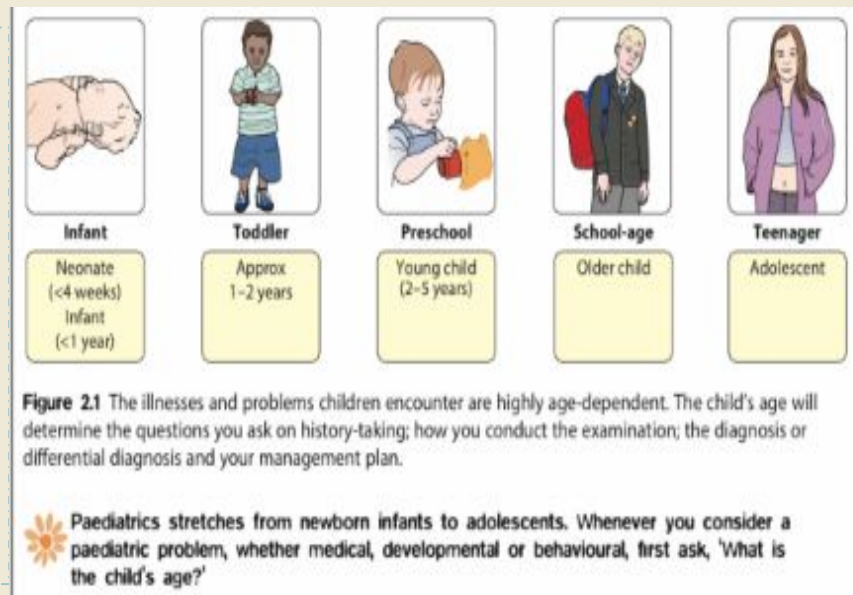 Infant
Toddler
Preschool
School-age
Teenager
Neonate
(<4 weeks)
Infant
(<1 year)
Approx
1–2 years
Young child
(2–5 years)
Older child
Adolescent
Figure 2.1 The illnesses and problems children encounter are highly age-dependent. The child's age will
determine the questions you ask on history-taking; how you conduct the examination; the diagnosis or
differential diagnosis and your management plan.
Paediatrics stretches from newborn infants to adolescents. Whenever you consider a
paediatric problem, whether medical, developmental or behavioural, first ask, 'What is
the child's age?'